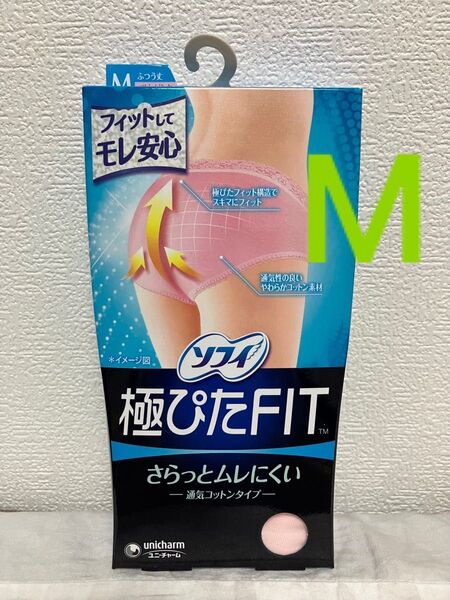 M ふつうす
フィットして
モレ安心
極ぴたフィット構造で
スキマにフィット
M
通気性の良い
やわらかコットン素材
*イメージ図
ソフィ
極ぴたFIT
TM
さらっとムレにくい
通気コットンタイプ
unicharm
ユニ・チャーム